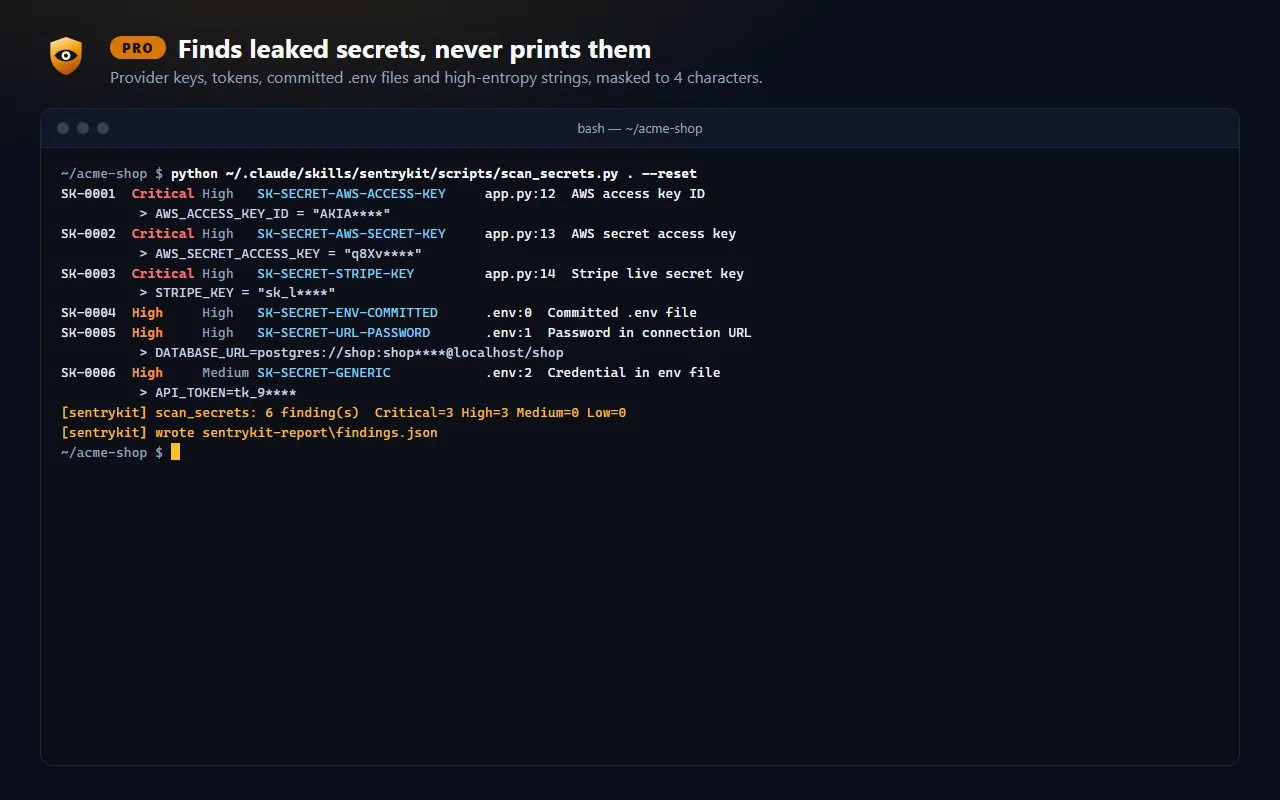 PRO Finds leaked secrets, never prints them
Provider keys, tokens, committed .env files and high-entropy strings, masked to 4 characters.
bash — ~/acme-shop
~/acme-shop $ python ~/.claude/skills/sentrykit/scripts/scan_secrets.py . --reset
SK-0001 Critical High SK-SECRET-AWS-ACCESS-KEY app.py:12 AWS access key ID
> AWS_ACCESS_KEY_ID = "AKIA****"
SK-0002 Critical High SK-SECRET-AWS-SECRET-KEY app.py:13 AWS secret access key
> AWS_SECRET_ACCESS_KEY = "q8Xv****"
SK-0003 Critical High SK-SECRET-STRIPE-KEY app.py:14 Stripe live secret key
> STRIPE_KEY = "sk_l****"
SK-0004 High High SK-SECRET-ENV-COMMITTED .env:0 Committed .env file
SK-0005 High High SK-SECRET-URL-PASSWORD .env:1 Password in connection URL
> DATABASE_URL=postgres://shop:shop****@localhost/shop
SK-0006 High Medium SK-SECRET-GENERIC .env:2 Credential in env file
> API_TOKEN=tk_9****
[sentrykit] scan_secrets: 6 finding(s) Critical=3 High=3 Medium=0 Low=0
[sentrykit] wrote sentrykit-report\findings.json
~/acme-shop $